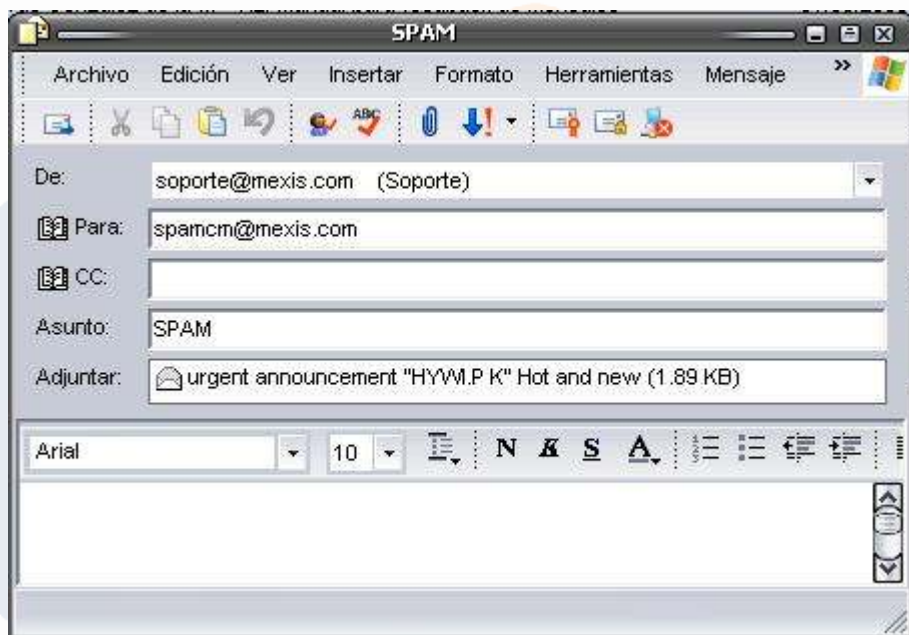 SPAM
Archivo Edición Ver Insertar Formato Herramientas Mensaje »
ABC
De: soporte@mexis.com (Soporte)
Para: spamcm@mexis.com
CC:
Asunto: SPAM
Adjuntar: urgent announcement "HYWI.P K" Hot and new (1.89 KB)
Arial 10 N K S A